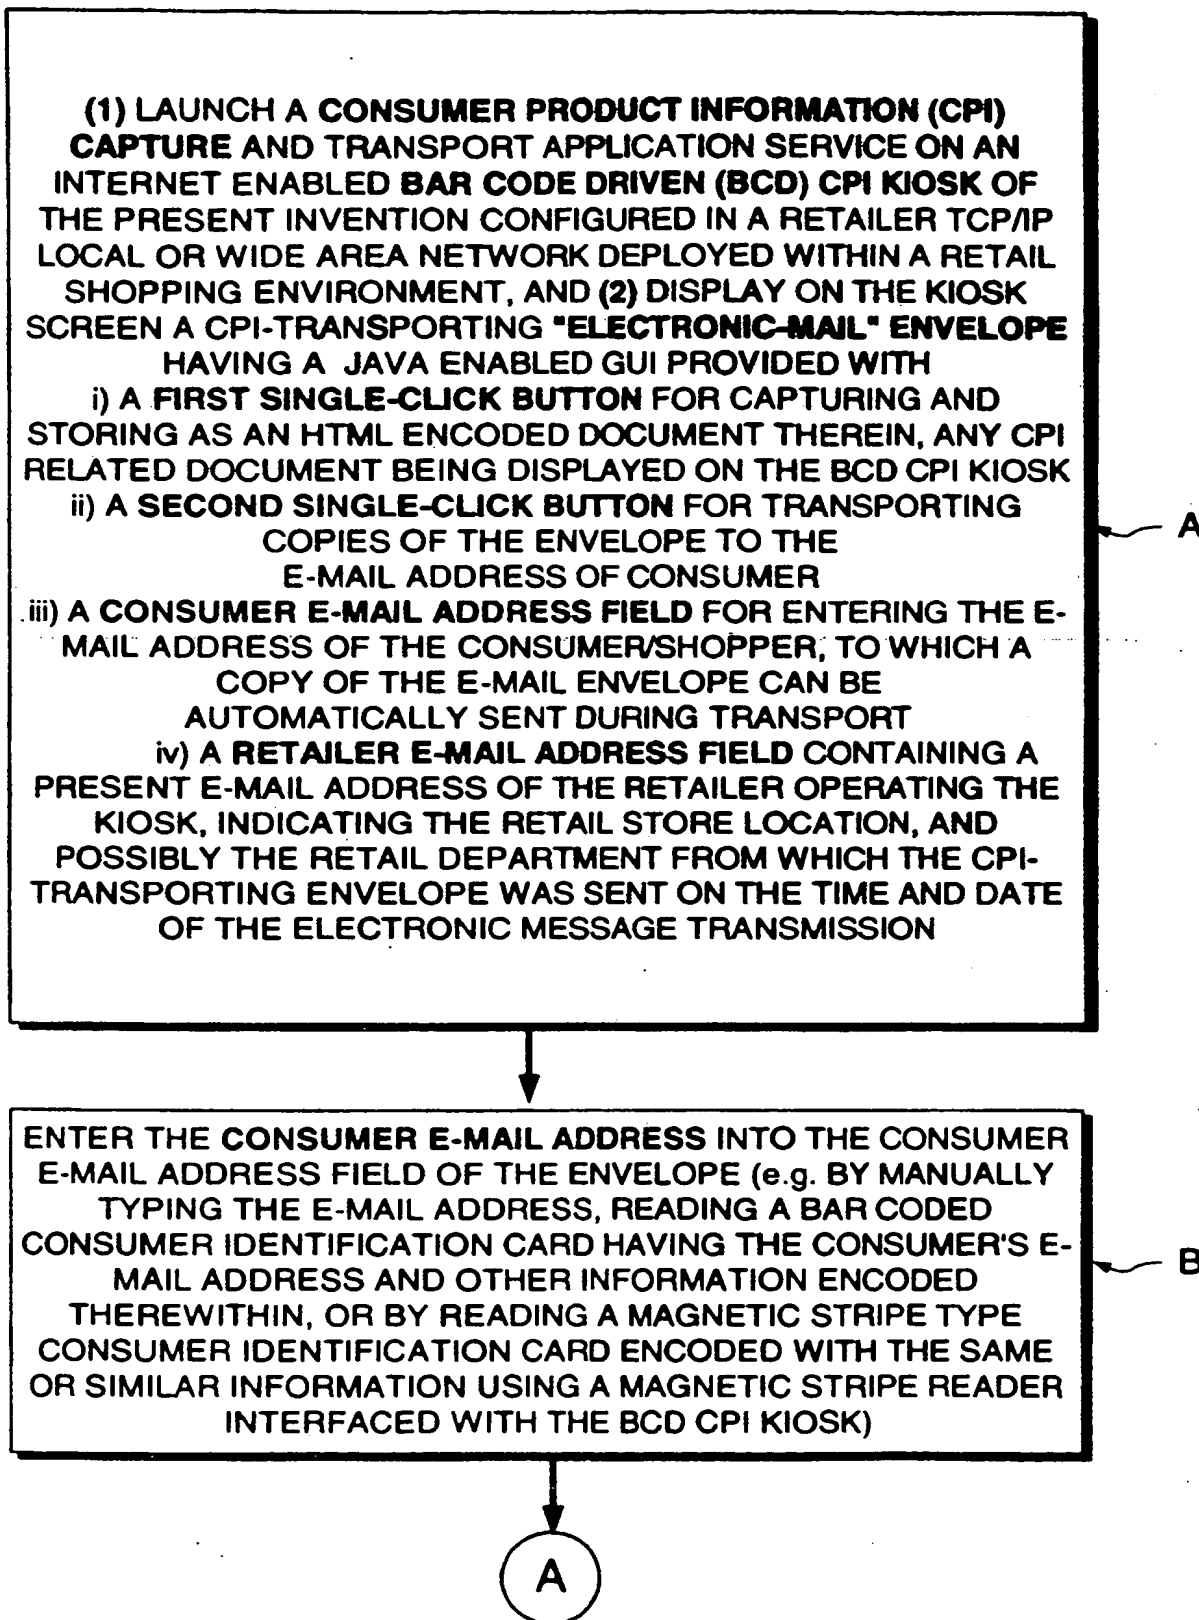 (1) LAUNCH A CONSUMER PRODUCT INFORMATION (CPI)
CAPTURE AND TRANSPORT APPLICATION SERVICE ON AN
INTERNET ENABLED BAR CODE DRIVEN (BCD) CPI KIOSK OF
THE PRESENT INVENTION CONFIGURED IN A RETAILER TCP/IP
LOCAL OR WIDE AREA NETWORK DEPLOYED WITHIN A RETAIL
SHOPPING ENVIRONMENT, AND (2) DISPLAY ON THE KIOSK
SCREEN A CPI-TRANSPORTING "ELECTRONIC-MAIL" ENVELOPE
HAVING A JAVA ENABLED GUI PROVIDED WITH
i) A FIRST SINGLE-CLICK BUTTON FOR CAPTURING AND
STORING AS AN HTML ENCODED DOCUMENT THEREIN, ANY CPI
RELATED DOCUMENT BEING DISPLAYED ON THE BCD CPI KIOSK
ii) A SECOND SINGLE-CLICK BUTTON FOR TRANSPORTING
COPIES OF THE ENVELOPE TO THE
E-MAIL ADDRESS OF CONSUMER
iii) A CONSUMER E-MAIL ADDRESS FIELD FOR ENTERING THE E-
MAIL ADDRESS OF THE CONSUMER/SHOPPER, TO WHICH A
COPY OF THE E-MAIL ENVELOPE CAN BE
AUTOMATICALLY SENT DURING TRANSPORT
iv) A RETAILER E-MAIL ADDRESS FIELD CONTAINING A
PRESENT E-MAIL ADDRESS OF THE RETAILER OPERATING THE
KIOSK, INDICATING THE RETAIL STORE LOCATION, AND
POSSIBLY THE RETAIL DEPARTMENT FROM WHICH THE CPI-
TRANSPORTING ENVELOPE WAS SENT ON THE TIME AND DATE
OF THE ELECTRONIC MESSAGE TRANSMISSION
A
ENTER THE CONSUMER E-MAIL ADDRESS INTO THE CONSUMER
E-MAIL ADDRESS FIELD OF THE ENVELOPE (e.g. BY MANUALLY
TYPING THE E-MAIL ADDRESS, READING A BAR CODED
CONSUMER IDENTIFICATION CARD HAVING THE CONSUMER'S E-
MAIL ADDRESS AND OTHER INFORMATION ENCODED
THEREWITHIN, OR BY READING A MAGNETIC STRIPE TYPE
CONSUMER IDENTIFICATION CARD ENCODED WITH THE SAME
OR SIMILAR INFORMATION USING A MAGNETIC STRIPE READER
INTERFACED WITH THE BCD CPI KIOSK)
B
A